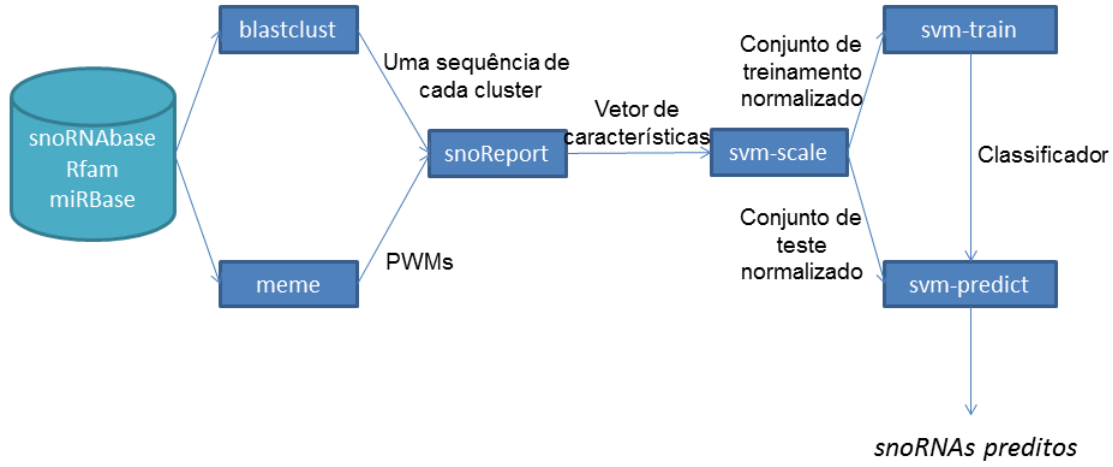 blastclust
svm-train
Uma sequência de
cada cluster
Conjunto de
treinamento
normalizado
snoRNAbase
Rfam
miRBase
snoReport
Vetor de
característifcas
svm-scale
Classificador
Conjunto de
teste
normalizado
PWMs
meme
svm-predict
snoRNAs preditos